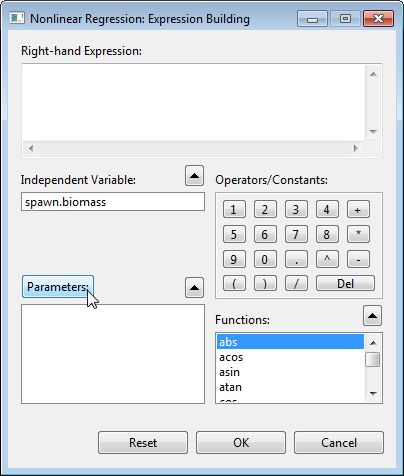 Nonlinear Regression: Expression Building
Right-hand Expression:
Independent Variable:
spawn.biomass
Operators/Constants:
1 2 3 4 +
5 6 7 8 *
9 0 . ^ -
( ) / Del
Parameters:
Functions:
abs
acos
asin
atan
cos
Reset OK Cancel